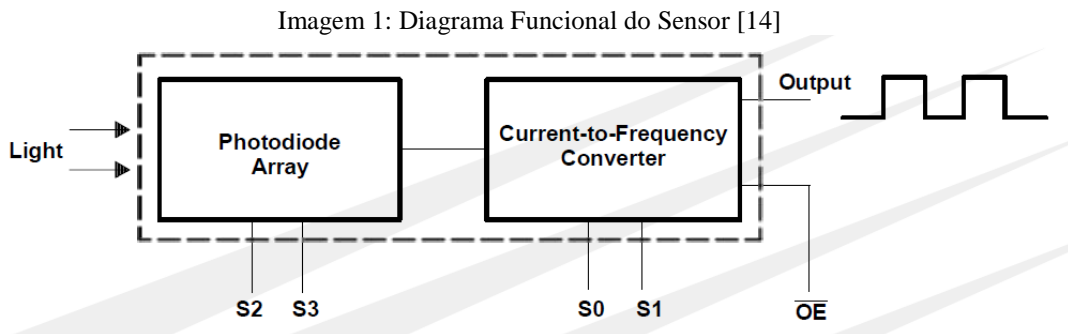 Imagem 1: Diagrama Funcional do Sensor [14]
Light
Photodiode
Array
Current-to-Frequency
Converter
Output
S2
S3
S0
S1
OE